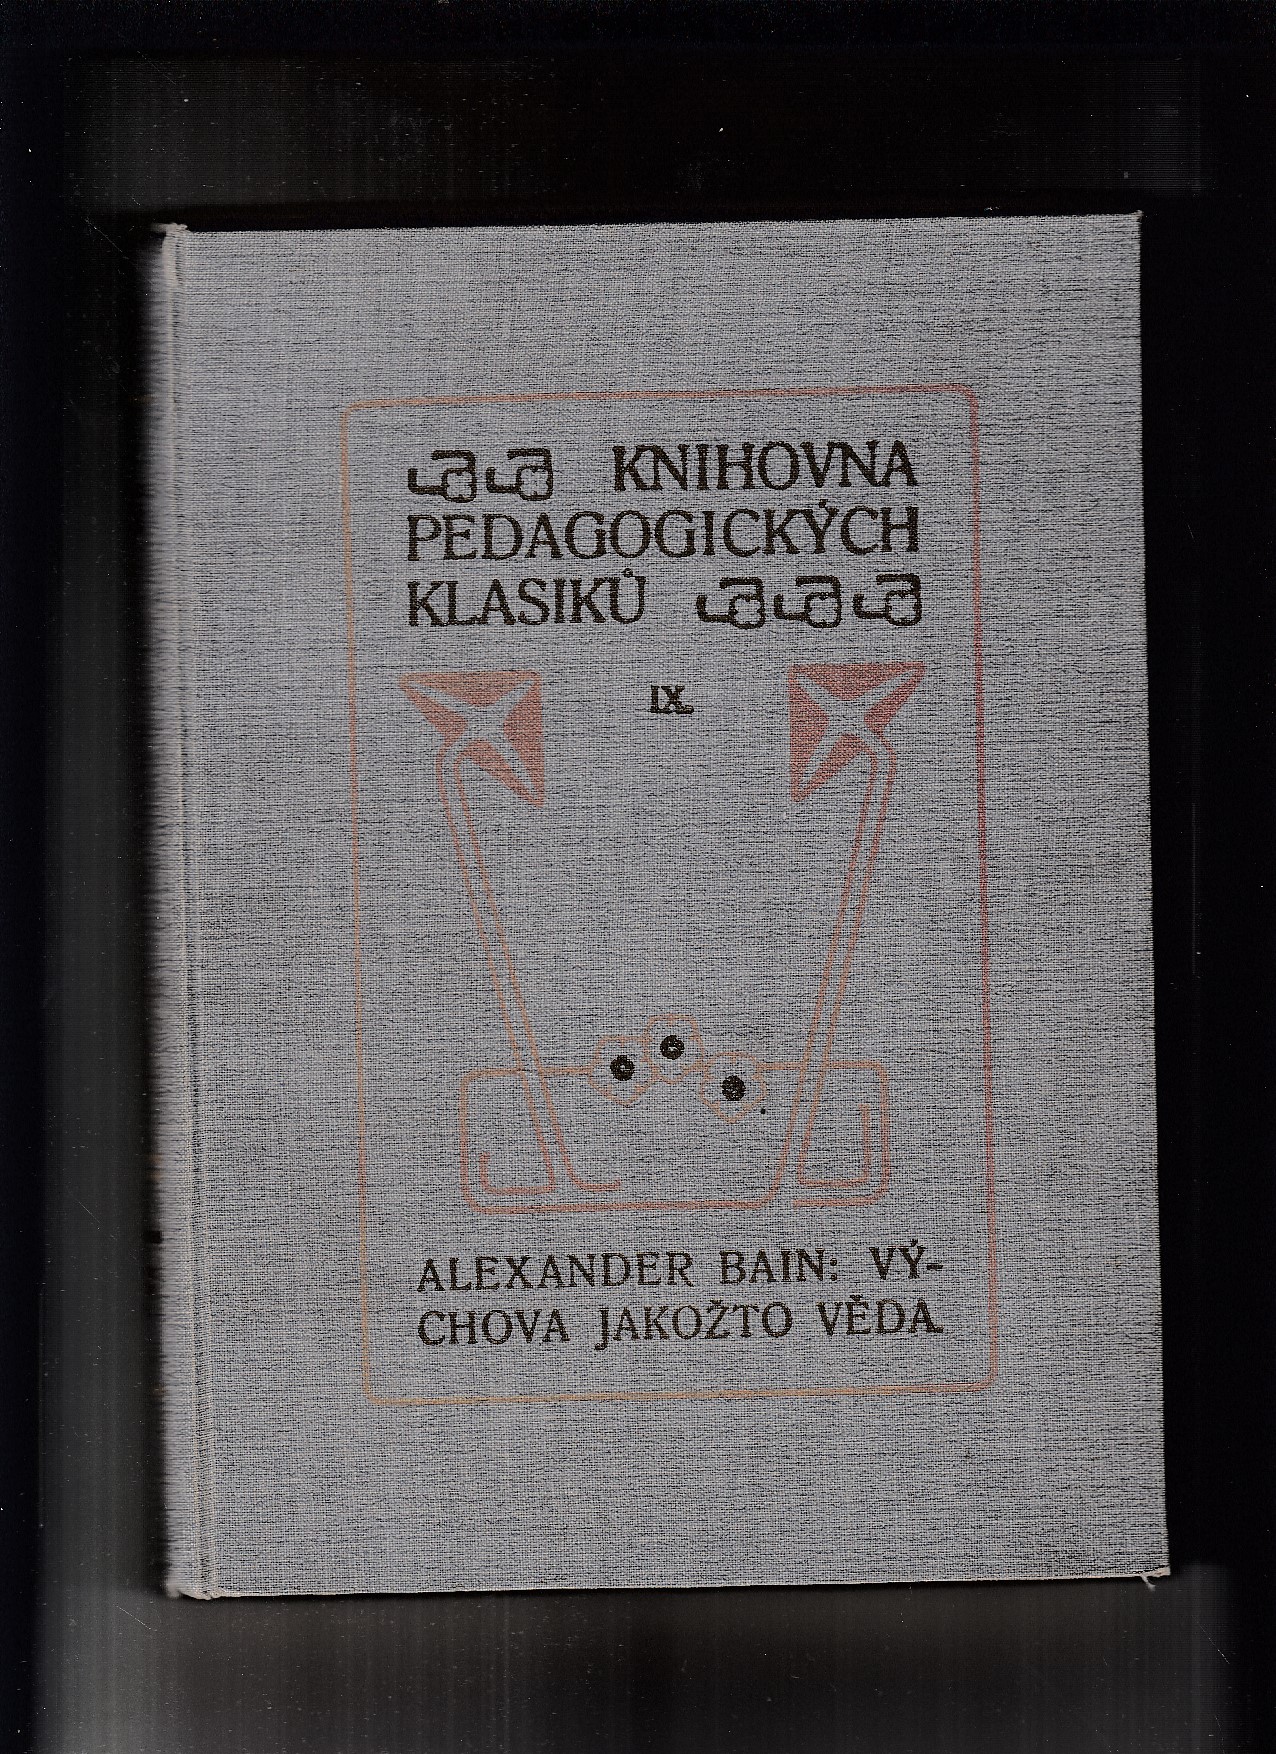 KNIHOVNA
PEDAGOGICKÝCH
KLASIKŮ
IX.
ALEXANDER BAIN: VÝ-
CHOVA JAKOŽTO VĚDA.